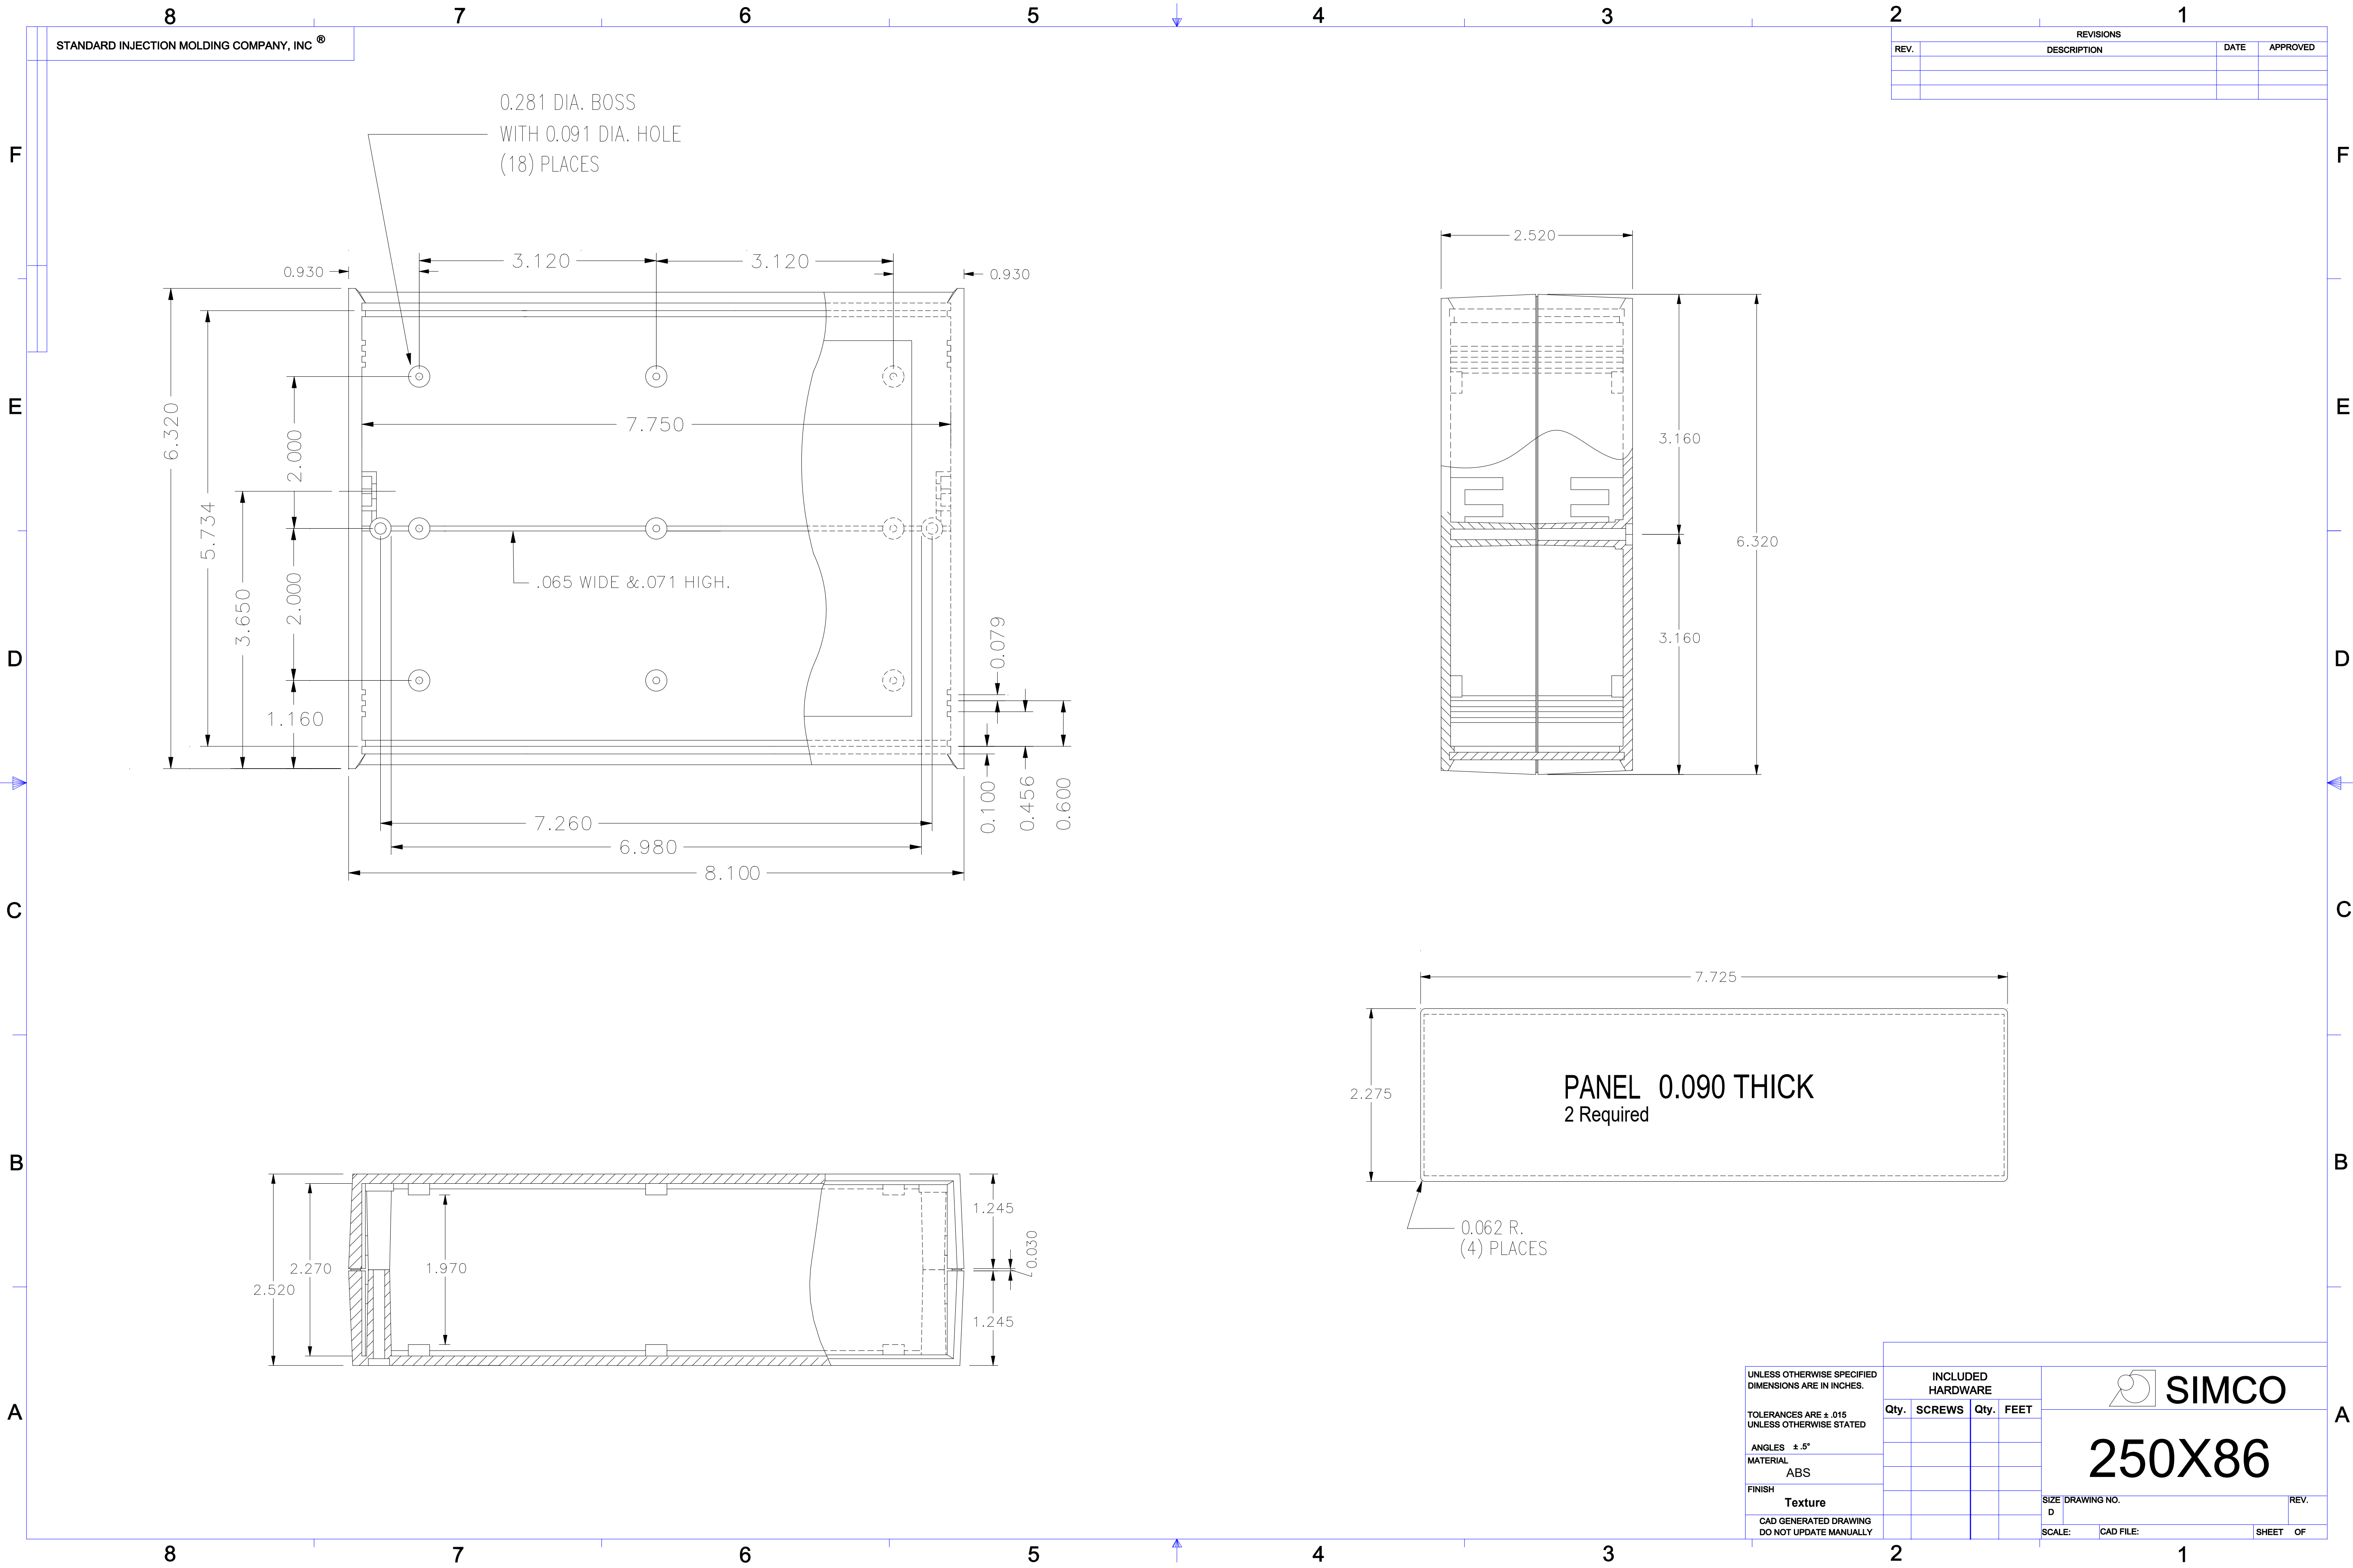 8 7 6 5 4 3 2 1
STANDARD INJECTION MOLDING COMPANY, INC ®
REVISIONS
REV. DESCRIPTION DATE APPROVED
0.281 DIA. BOSS
WITH 0.091 DIA. HOLE
(18) PLACES
F F
3.120 3.120
0.930 0.930
2.520
E E
6.320
2.000
7.750
3.160
5.734
6.320
3.650
2.000
.065 WIDE &.071 HIGH.
3.160
0.079
D D
1.160
0.100
0.456
0.600
7.260
6.980
8.100
C C
7.725
2.275
PANEL 0.090 THICK
2 Required
B B
0.062 R.
(4) PLACES
1.245
0.030
2.270
1.970
2.520
1.245
A A
UNLESS OTHERWISE SPECIFIED
DIMENSIONS ARE IN INCHES.
TOLERANCES ARE ± .015
UNLESS OTHERWISE STATED
ANGLES ± .5°
MATERIAL
ABS
FINISH
Texture
CAD GENERATED DRAWING
DO NOT UPDATE MANUALLY
INCLUDED
HARDWARE
Qty. SCREWS Qty. FEET
SIMCO
250X86
SIZE DRAWING NO. REV.
D
SCALE: CAD FILE: SHEET OF
8 7 6 5 4 3 2 1